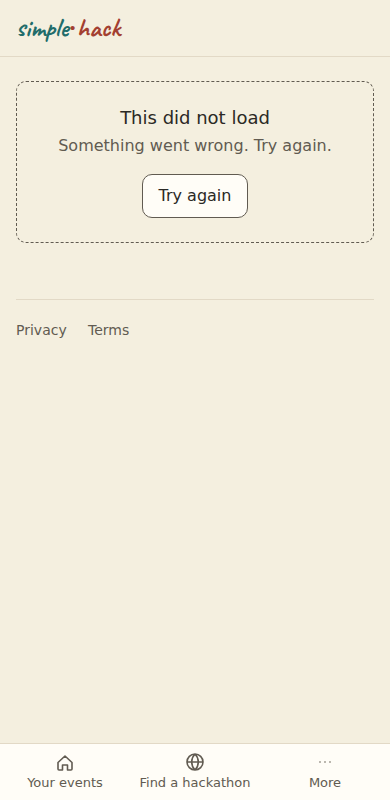 simple·hack
This did not load
Something went wrong. Try again.
Try again
Privacy
Terms
Your events
Find a hackathon
More